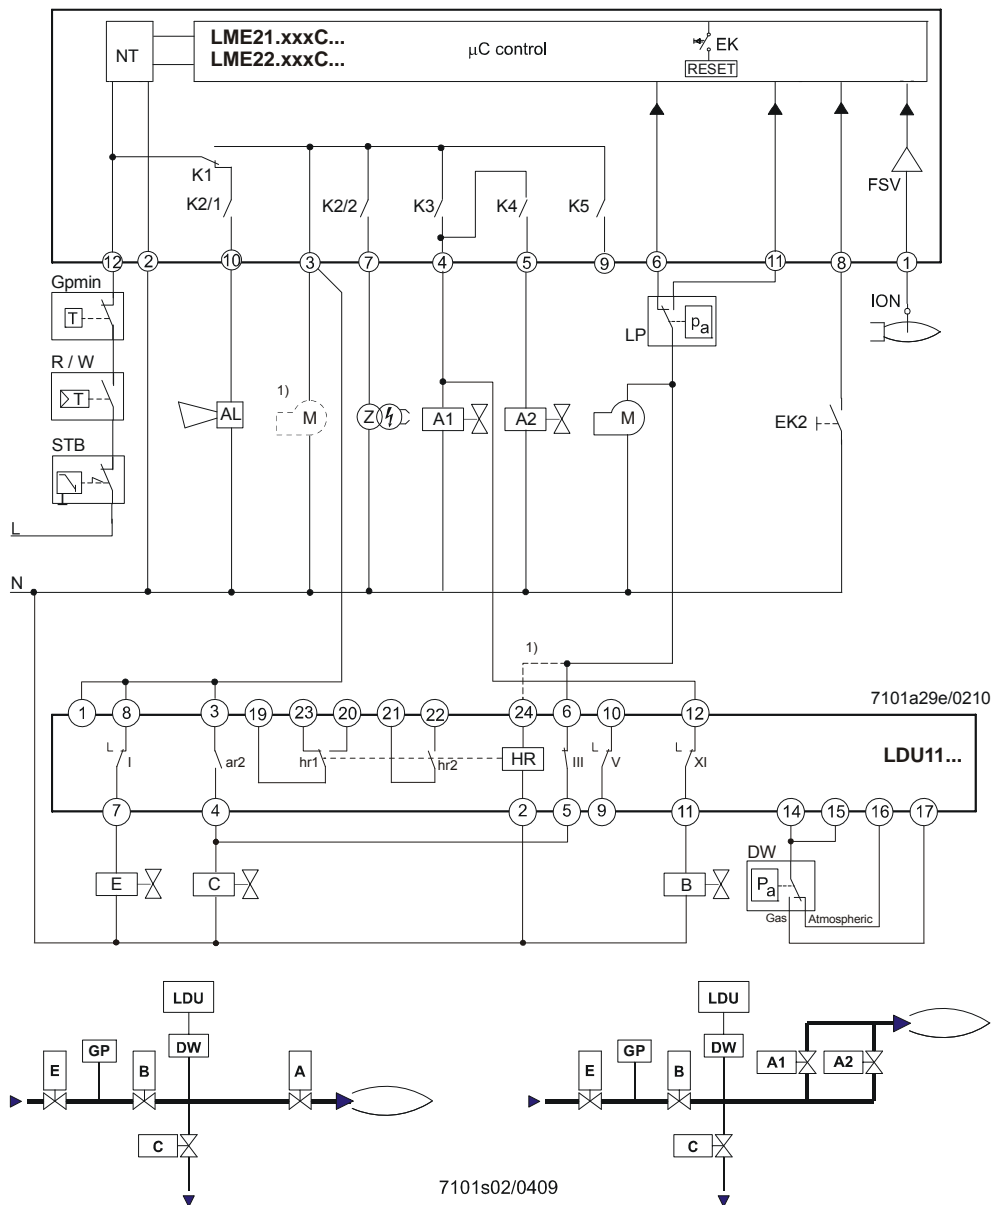 NT
LME21.xxxC...
LME22.xxxC...
µC control
EK
RESET
K1
K2/1
K2/2
K3
K4
K5
FSV
12 2 10 3 7 4 5 9 6 11 8 1
Gpmin
T
R / W
T
STB
L
N
AL
1)
M
Z
A1
A2
LP
pa
M
ION
EK2
1)
7101a29e/0210
1 8 3 19 23 20 21 22 24 6 10 12
LDU11...
I
ar2
hr1
hr2
HR
III
V
XI
7 4 2 5 9 11 14 15 16 17
E
C
B
DW
Pa
Gas
Atmospheric
LDU
DW
GP
E
B
A
C
LDU
DW
GP
E
B
A1
A2
C
7101s02/0409